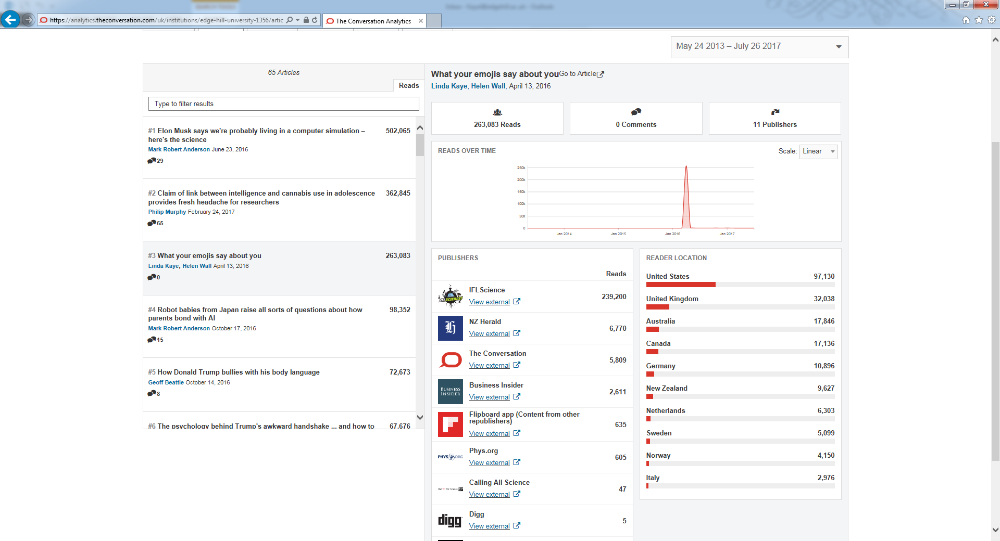 https://analytics.theconversation.com/uk/institutions/edge-hill-university-1356/artic
The Conversation Analytics
May 24 2013 – July 26 2017
65 Articles
Reads
Type to filter results
#1 Elon Musk says we're probably living in a computer simulation –
here's the science
502,065
Mark Robert Anderson June 23, 2016
29
#2 Claim of link between intelligence and cannabis use in adolescence
provides fresh headache for researchers
362,845
Philip Murphy February 24, 2017
65
#3 What your emojis say about you
263,083
Linda Kaye, Helen Wall April 13, 2016
0
#4 Robot babies from Japan raise all sorts of questions about how
parents bond with AI
98,352
Mark Robert Anderson October 17, 2016
15
#5 How Donald Trump bullies with his body language
72,673
Geoff Beattie October 14, 2016
8
#6 The psychology behind Trump's awkward handshake ... and how to
67,676
What your emojis say about you Go to Article
Linda Kaye, Helen Wall, April 13, 2016
263,083 Reads
0 Comments
11 Publishers
READS OVER TIME
Scale: Linear
250k
200k
150k
100k
50k
0
Jan 2014
Jan 2015
Jan 2016
Jan 2017
PUBLISHERS
Reads
IFLSCIENCE!
IFLScience
View external
239,200
NZ Herald
View external
6,770
The Conversation
View external
5,809
BUSINESS
INSIDER
Business Insider
View external
2,611
Flipboard app (Content from other
republishers)
View external
635
PHYS ORG
Phys.org
View external
605
Calling All Science
View external
47
digg
Digg
View external
5
READER LOCATION
United States 97,130
United Kingdom 32,038
Australia 17,846
Canada 17,136
Germany 10,896
New Zealand 9,627
Netherlands 6,303
Sweden 5,099
Norway 4,150
Italy 2,976